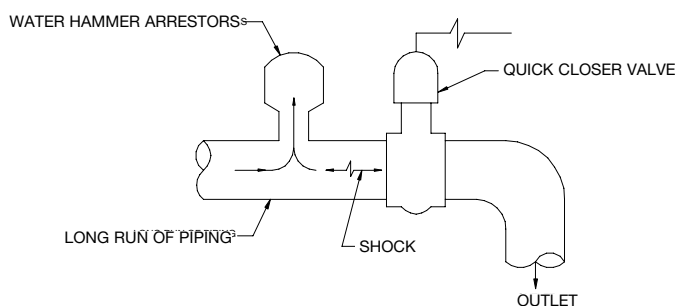 WATER HAMMER ARRESTORS
QUICK CLOSER VALVE
LONG RUN OF PIPING
SHOCK
OUTLET